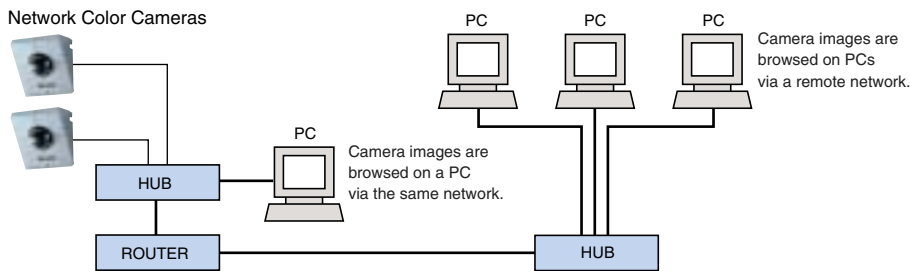 Network Color Cameras
PC
PC
PC
Camera images are
browsed on PCs
via a remote network.
PC
Camera images are
browsed on a PC
via the same network.
HUB
ROUTER
HUB